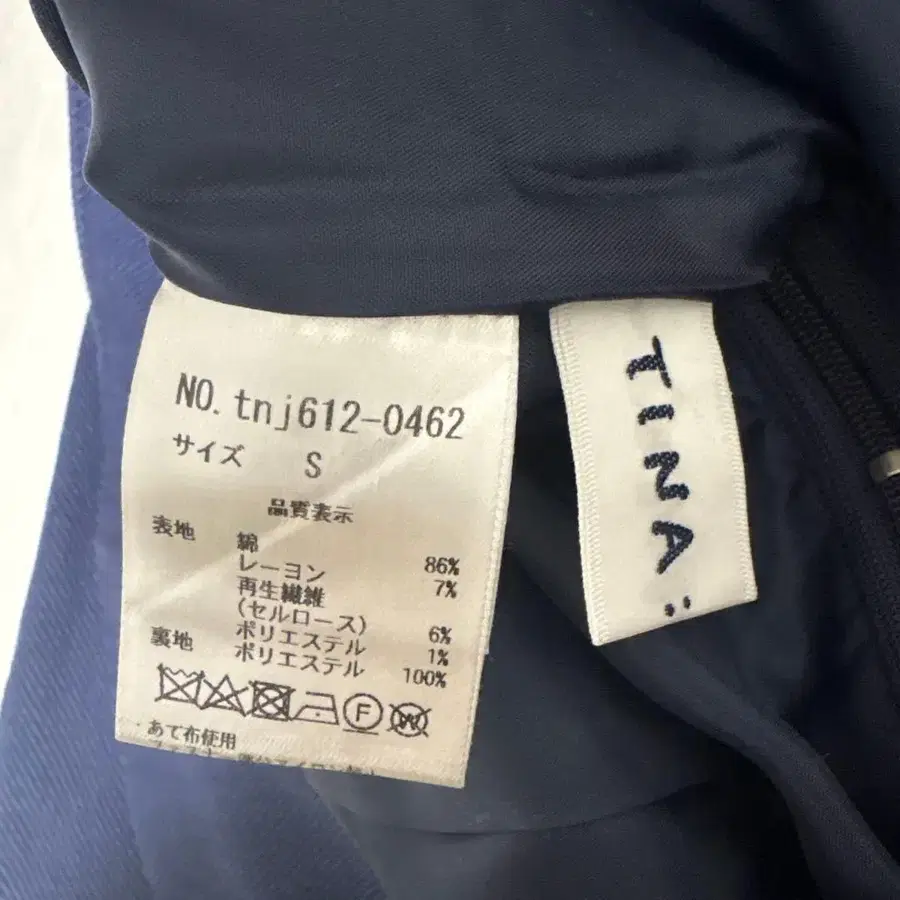 NO.tnj612-0462
サイズ S
品質表示
表地 綿 86%
レーヨン 7%
再生繊維
(セルロース) 6%
ポリエステル 1%
裏地 ポリエステル 100%
F W
あて布使用
TINA: